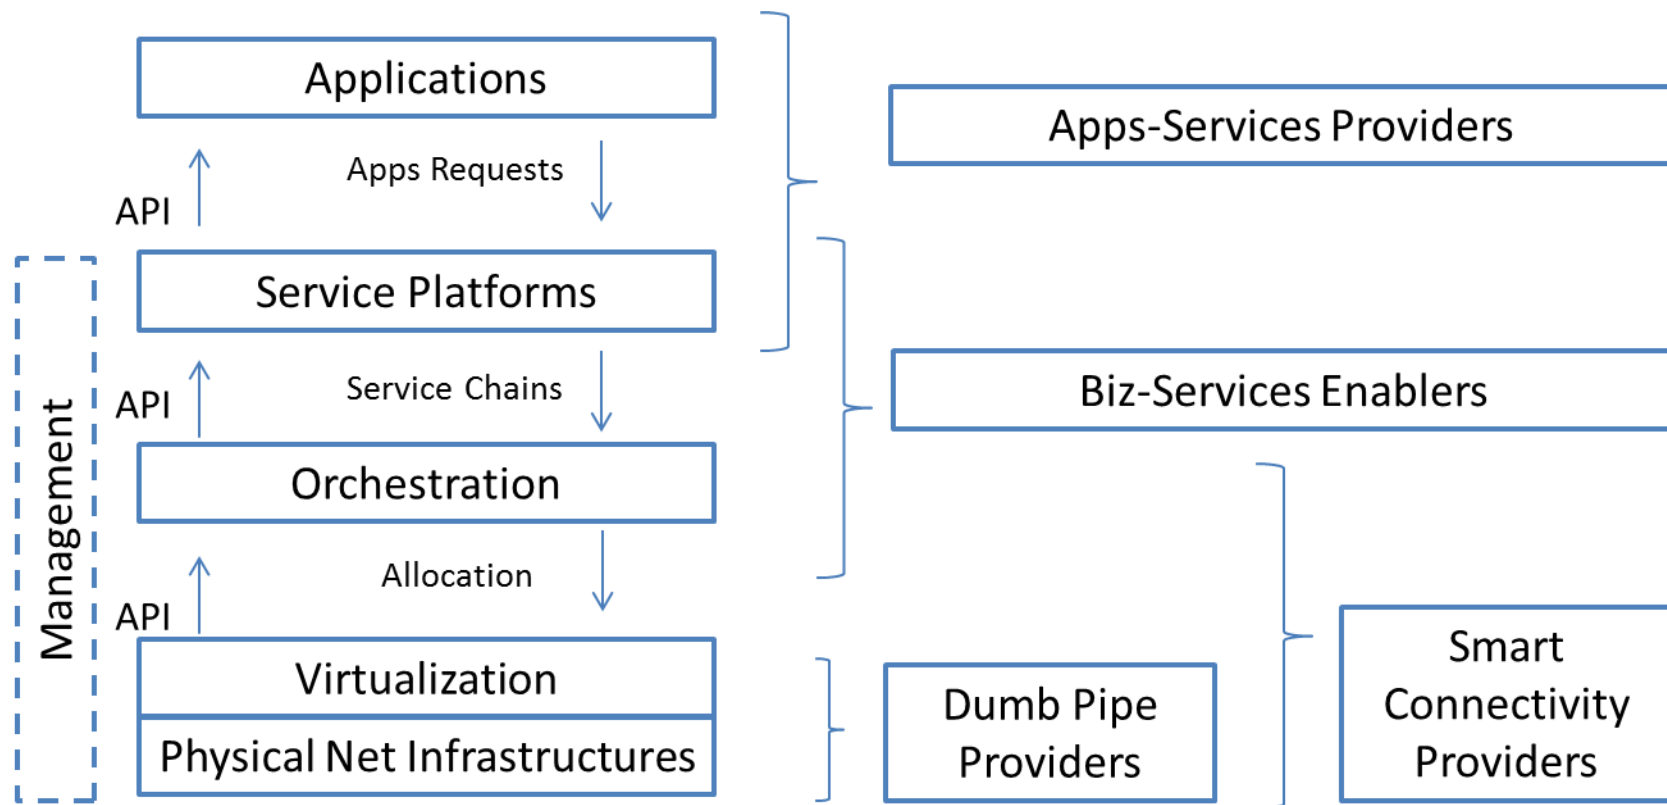 Applications
Apps-Services Providers
Apps Requests
API
Service Platforms
Biz-Services Enablers
Service Chains
API
Management
Orchestration
Allocation
API
Virtualization
Physical Net Infrastructures
Dumb Pipe
Providers
Smart
Connectivity
Providers